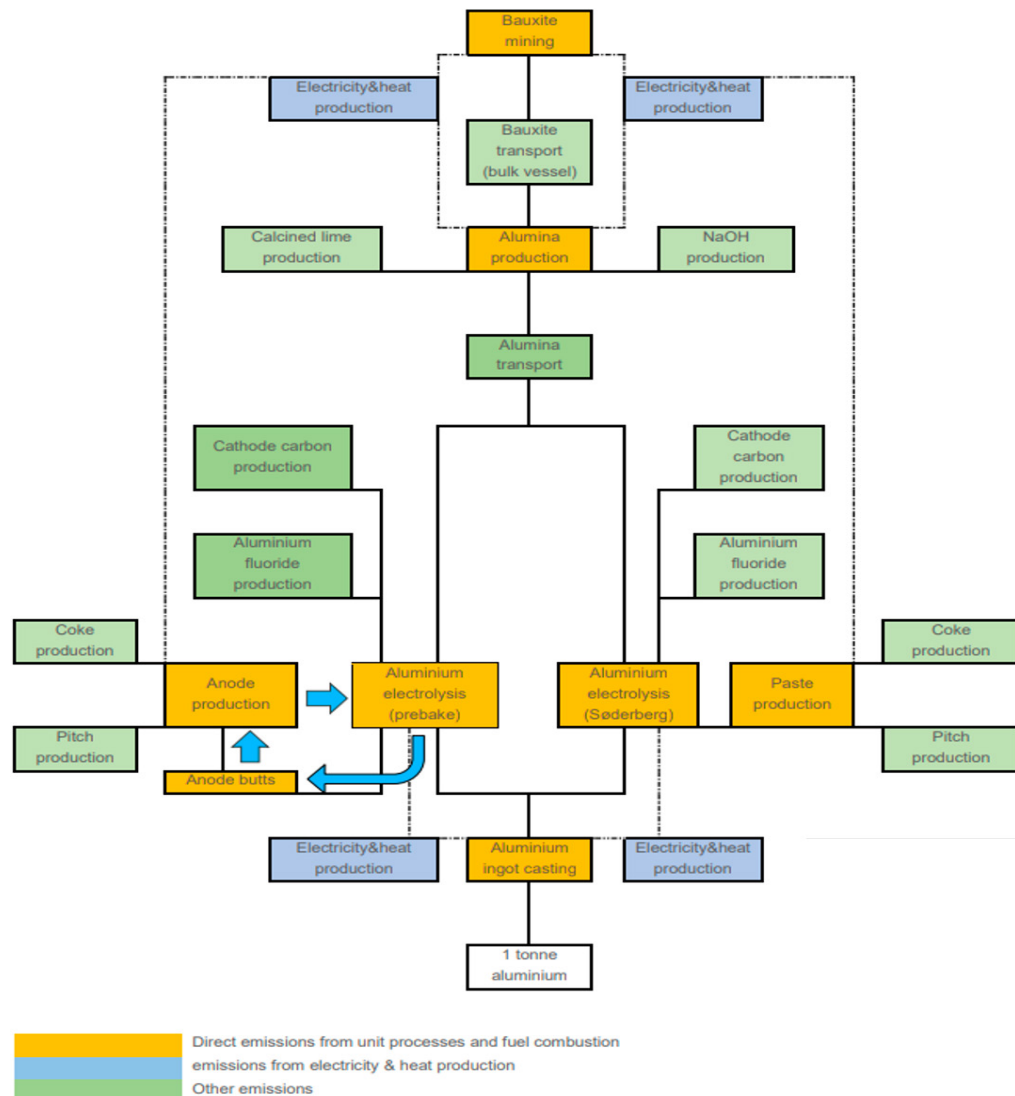 Bauxite
mining
Electricity&heat
production
Electricity&heat
production
Bauxite
transport
(bulk vessel)
Calcined lime
production
Alumina
production
NaOH
production
Alumina
transport
Cathode carbon
production
Cathode
carbon
production
Aluminium
fluoride
production
Aluminium
fluoride
production
Coke
production
Anode
production
Aluminium
electrolysis
(prebake)
Aluminium
electrolysis
(Søderberg)
Paste
production
Coke
production
Pitch
production
Pitch
production
Anode butts
Electricity&heat
production
Aluminium
ingot casting
Electricity&heat
production
1 tonne
aluminium
Direct emissions from unit processes and fuel combustion
emissions from electricity & heat production
Other emissions